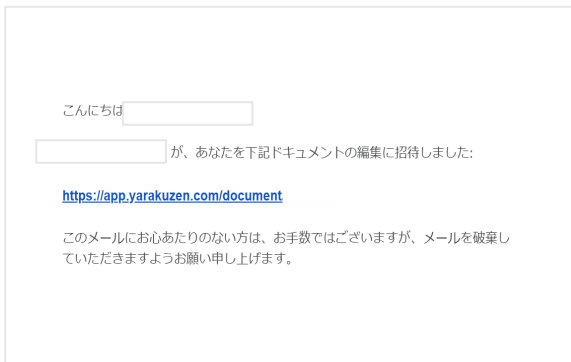 こんにちは
が、あなたを下記ドキュメントの編集に招待しました:
https://app.yarakuzen.com/document
このメールにお心あたりのない方は、お手数ではございますが、メールを破棄し
ていただきますようお願い申し上げます。